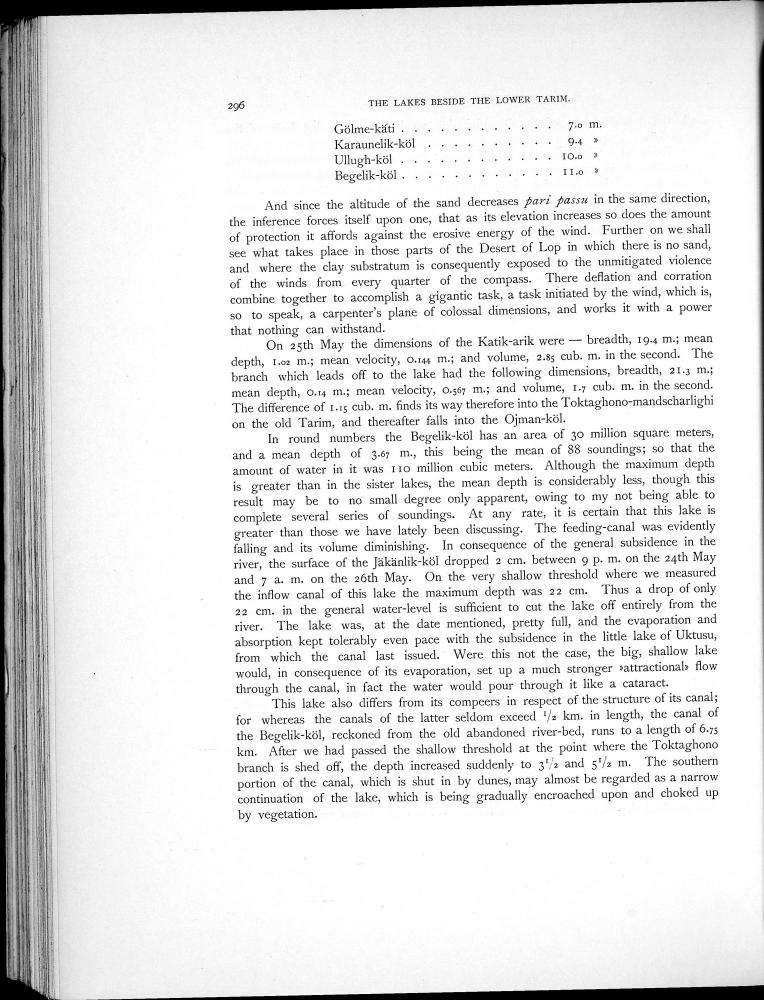 296
THE LAKES BESIDE THE LOWER TARIM.
Gölme-käti . . . . . . . . . . . . 7.0 m.
Karaunelik-köl . . . . . . . . . . 9.4 »
Ullugh-köl . . . . . . . . . . . . 10.0 »
Begelik-köl . . . . . . . . . . . . 11.0 »
And since the altitude of the sand decreases pari passu in the same direction,
the inference forces itself upon one, that as its elevation increases so does the amount
of protection it affords against the erosive energy of the wind. Further on we shall
see what takes place in those parts of the Desert of Lop in which there is no sand,
and where the clay substratum is consequently exposed to the unmitigated violence
of the winds from every quarter of the compass. There deflation and corration
combine together to accomplish a gigantic task, a task initiated by the wind, which is,
so to speak, a carpenter's plane of colossal dimensions, and works it with a power
that nothing can withstand.
On 25th May the dimensions of the Katik-arik were — breadth, 19.4 m.; mean
depth, 1.02 m.; mean velocity, 0.144 m.; and volume, 2.85 cub. m. in the second. The
branch which leads off to the lake had the following dimensions, breadth, 21.3 m.;
mean depth, 0.14 m.; mean velocity, 0.567 m.; and volume, 1.7 cub. m. in the second.
The difference of 1.15 cub. m. finds its way therefore into the Toktaghono-mandscharlighi
on the old Tarim, and thereafter falls into the Ojman-köl.
In round numbers the Begelik-köl has an area of 30 million square meters,
and a mean depth of 3.67 m., this being the mean of 88 soundings; so that the
amount of water in it was 110 million cubic meters. Although the maximum depth
is greater than in the sister lakes, the mean depth is considerably less, though this
result may be to no small degree only apparent, owing to my not being able to
complete several series of soundings. At any rate, it is certain that this lake is
greater than those we have lately been discussing. The feeding-canal was evidently
falling and its volume diminishing. In consequence of the general subsidence in the
river, the surface of the Jäkänlik-köl dropped 2 cm. between 9 p. m. on the 24th May
and 7 a. m. on the 26th May. On the very shallow threshold where we measured
the inflow canal of this lake the maximum depth was 22 cm. Thus a drop of only
22 cm. in the general water-level is sufficient to cut the lake off entirely from the
river. The lake was, at the date mentioned, pretty full, and the evaporation and
absorption kept tolerably even pace with the subsidence in the little lake of Uktusu,
from which the canal last issued. Were this not the case, the big, shallow lake
would, in consequence of its evaporation, set up a much stronger »attractional» flow
through the canal, in fact the water would pour through it like a cataract.
This lake also differs from its compeers in respect of the structure of its canal;
for whereas the canals of the latter seldom exceed 1/2 km. in length, the canal of
the Begelik-köl, reckoned from the old abandoned river-bed, runs to a length of 6.75
km. After we had passed the shallow threshold at the point where the Toktaghono
branch is shed off, the depth increased suddenly to 3 1/2 and 5 1/2 m. The southern
portion of the canal, which is shut in by dunes, may almost be regarded as a narrow
continuation of the lake, which is being gradually encroached upon and choked up
by vegetation.